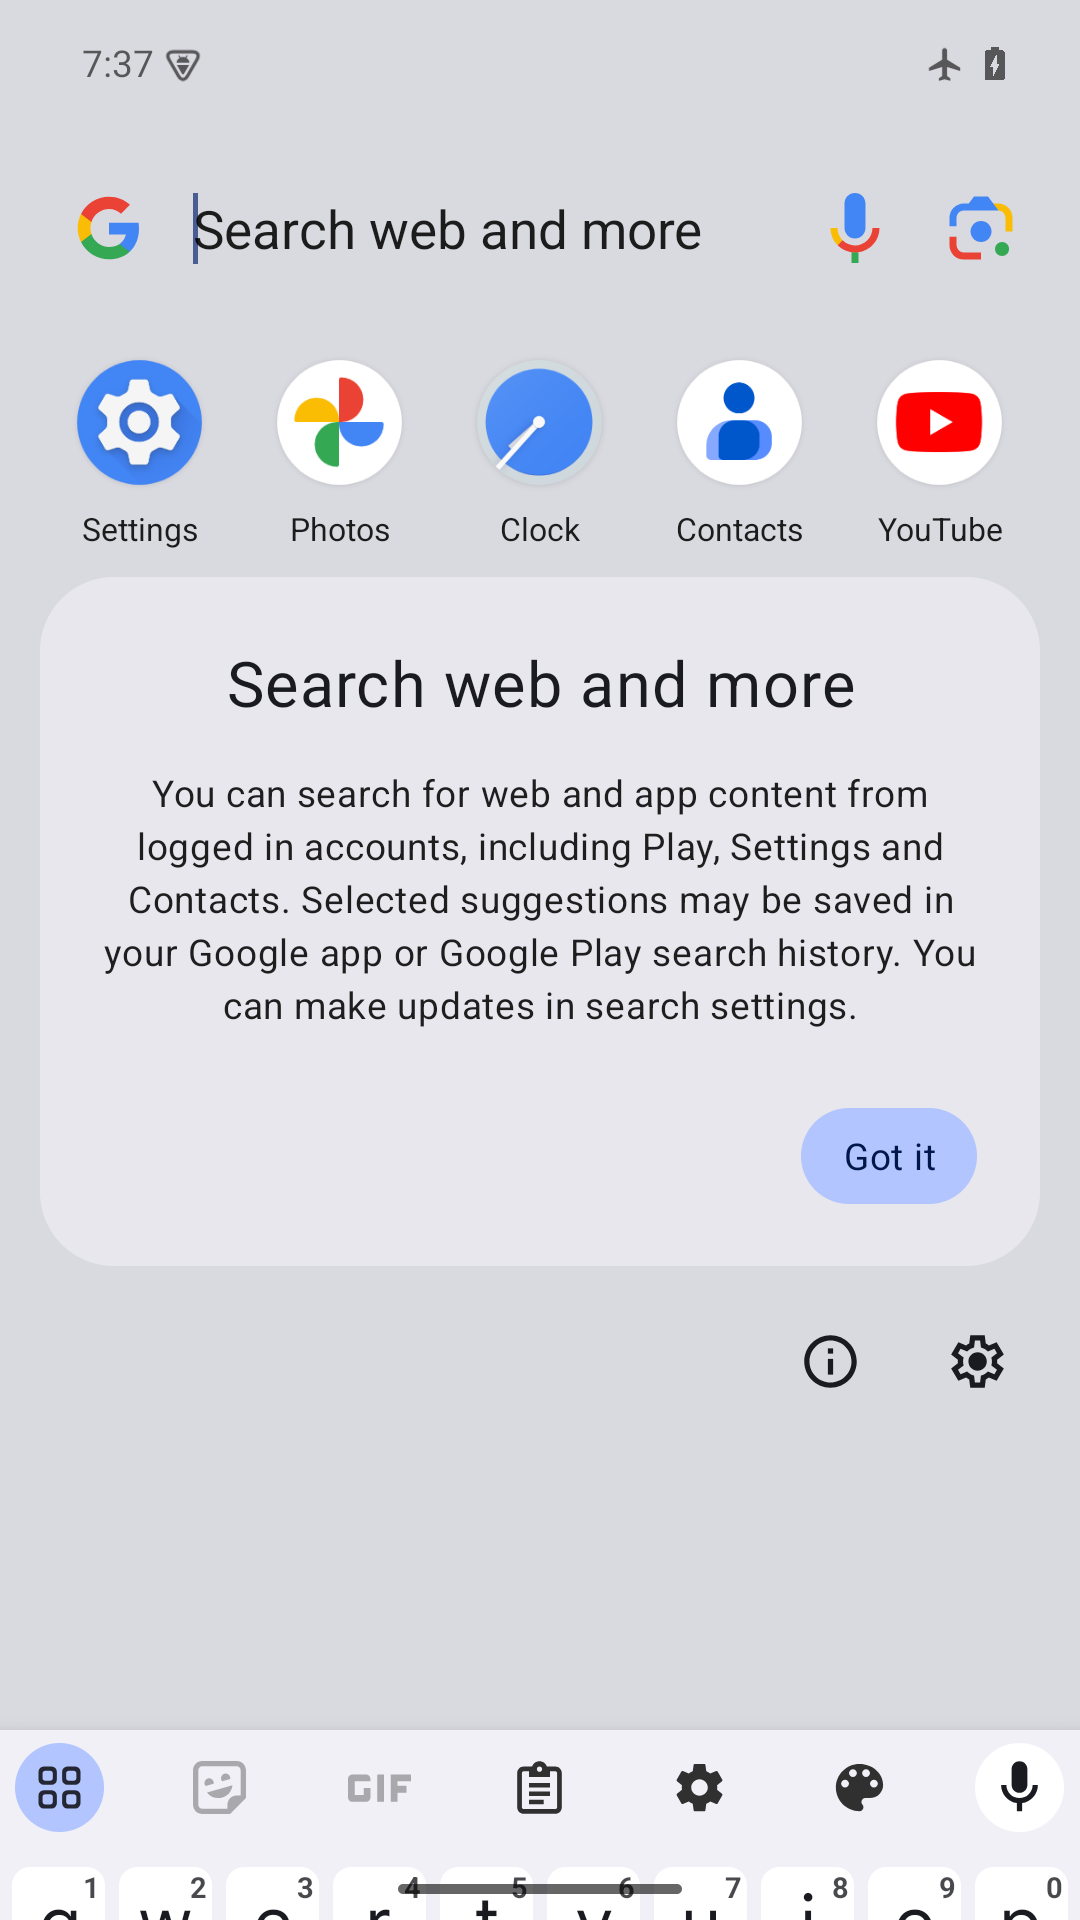 7:37
Search web and more
Settings
Photos
Clock
Contacts
YouTube
Search web and more
You can search for web and app content from
logged in accounts, including Play, Settings and
Contacts. Selected suggestions may be saved in
your Google app or Google Play search history. You
can make updates in search settings.
Got it
GIF
1 2 3 4 5 6 7 8 9 0
q w e r t y u i o p